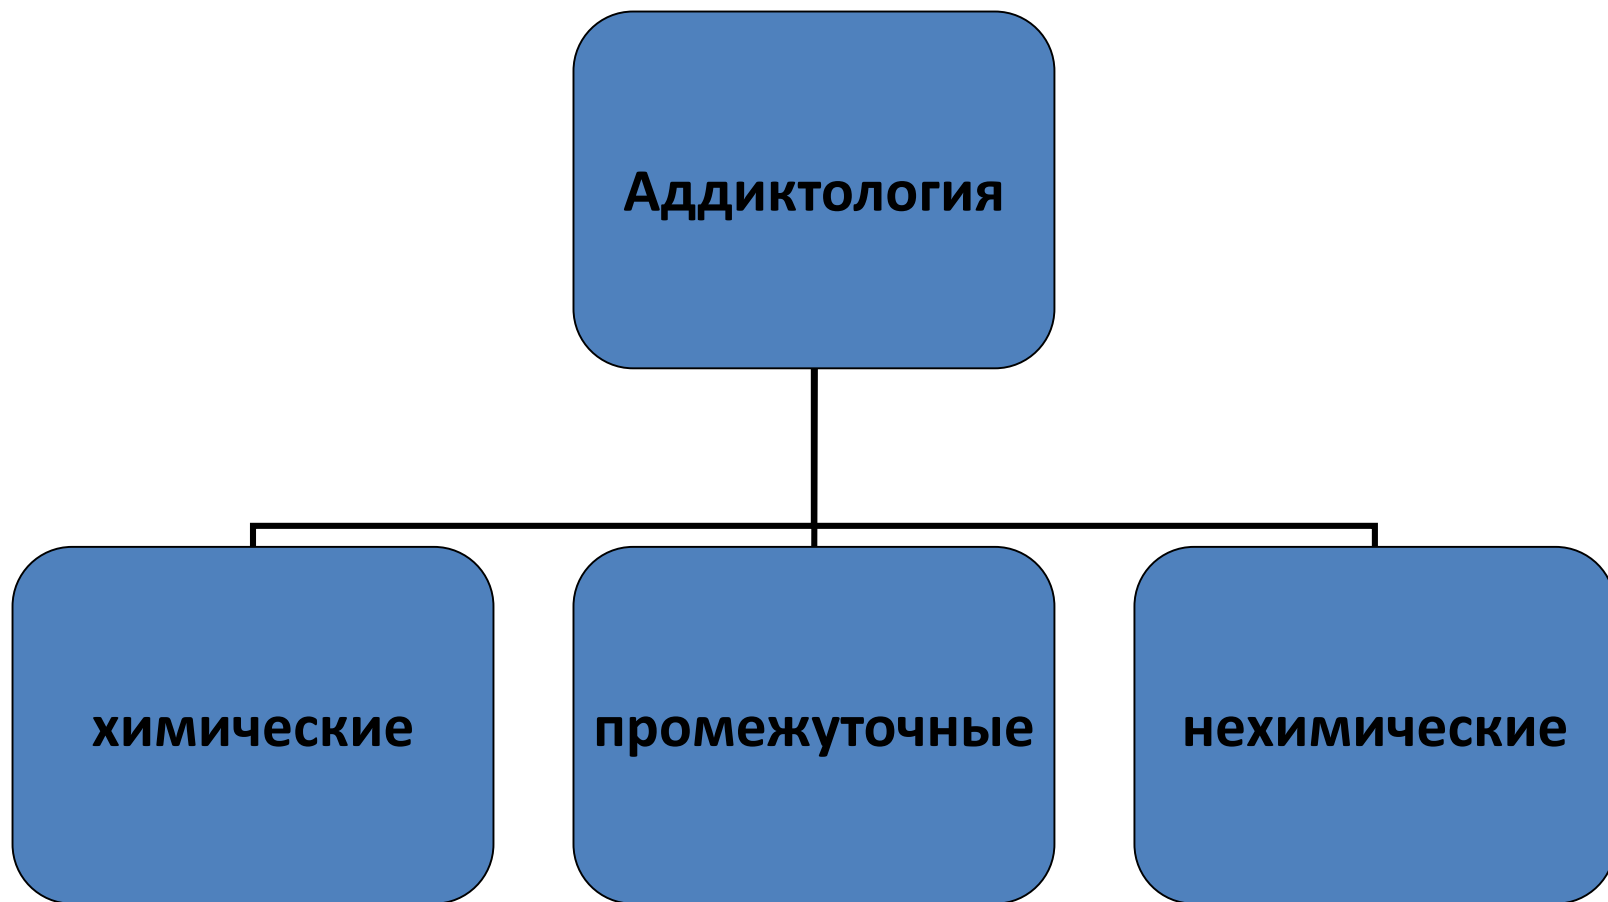 Аддиктология
химические
промежуточные
нехимические